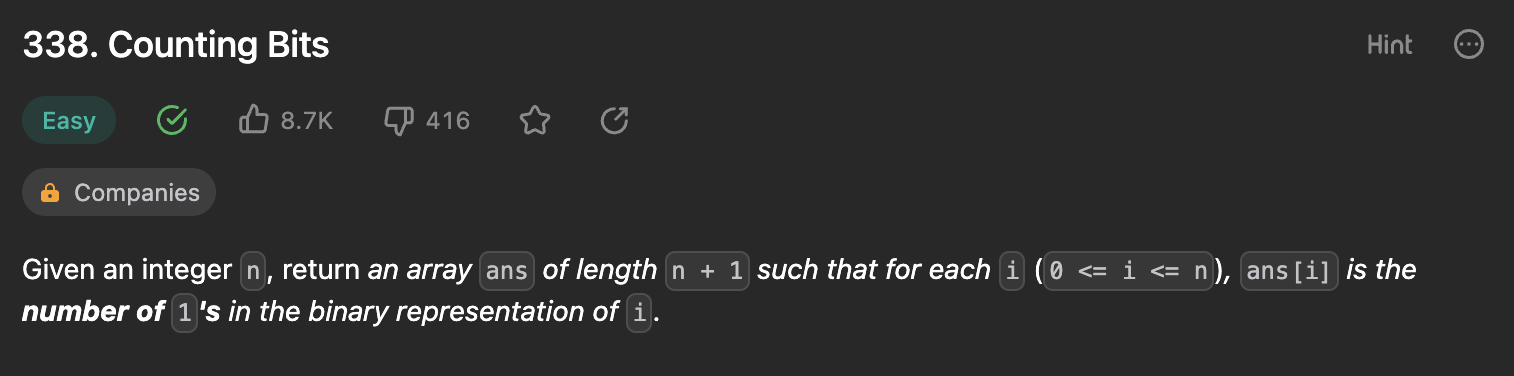 338. Counting Bits
Hint
Easy
8.7K
416
Companies
Given an integer n, return an array ans of length n + 1 such that for each i (0 <= i <= n), ans[i] is the
number of 1's in the binary representation of i.